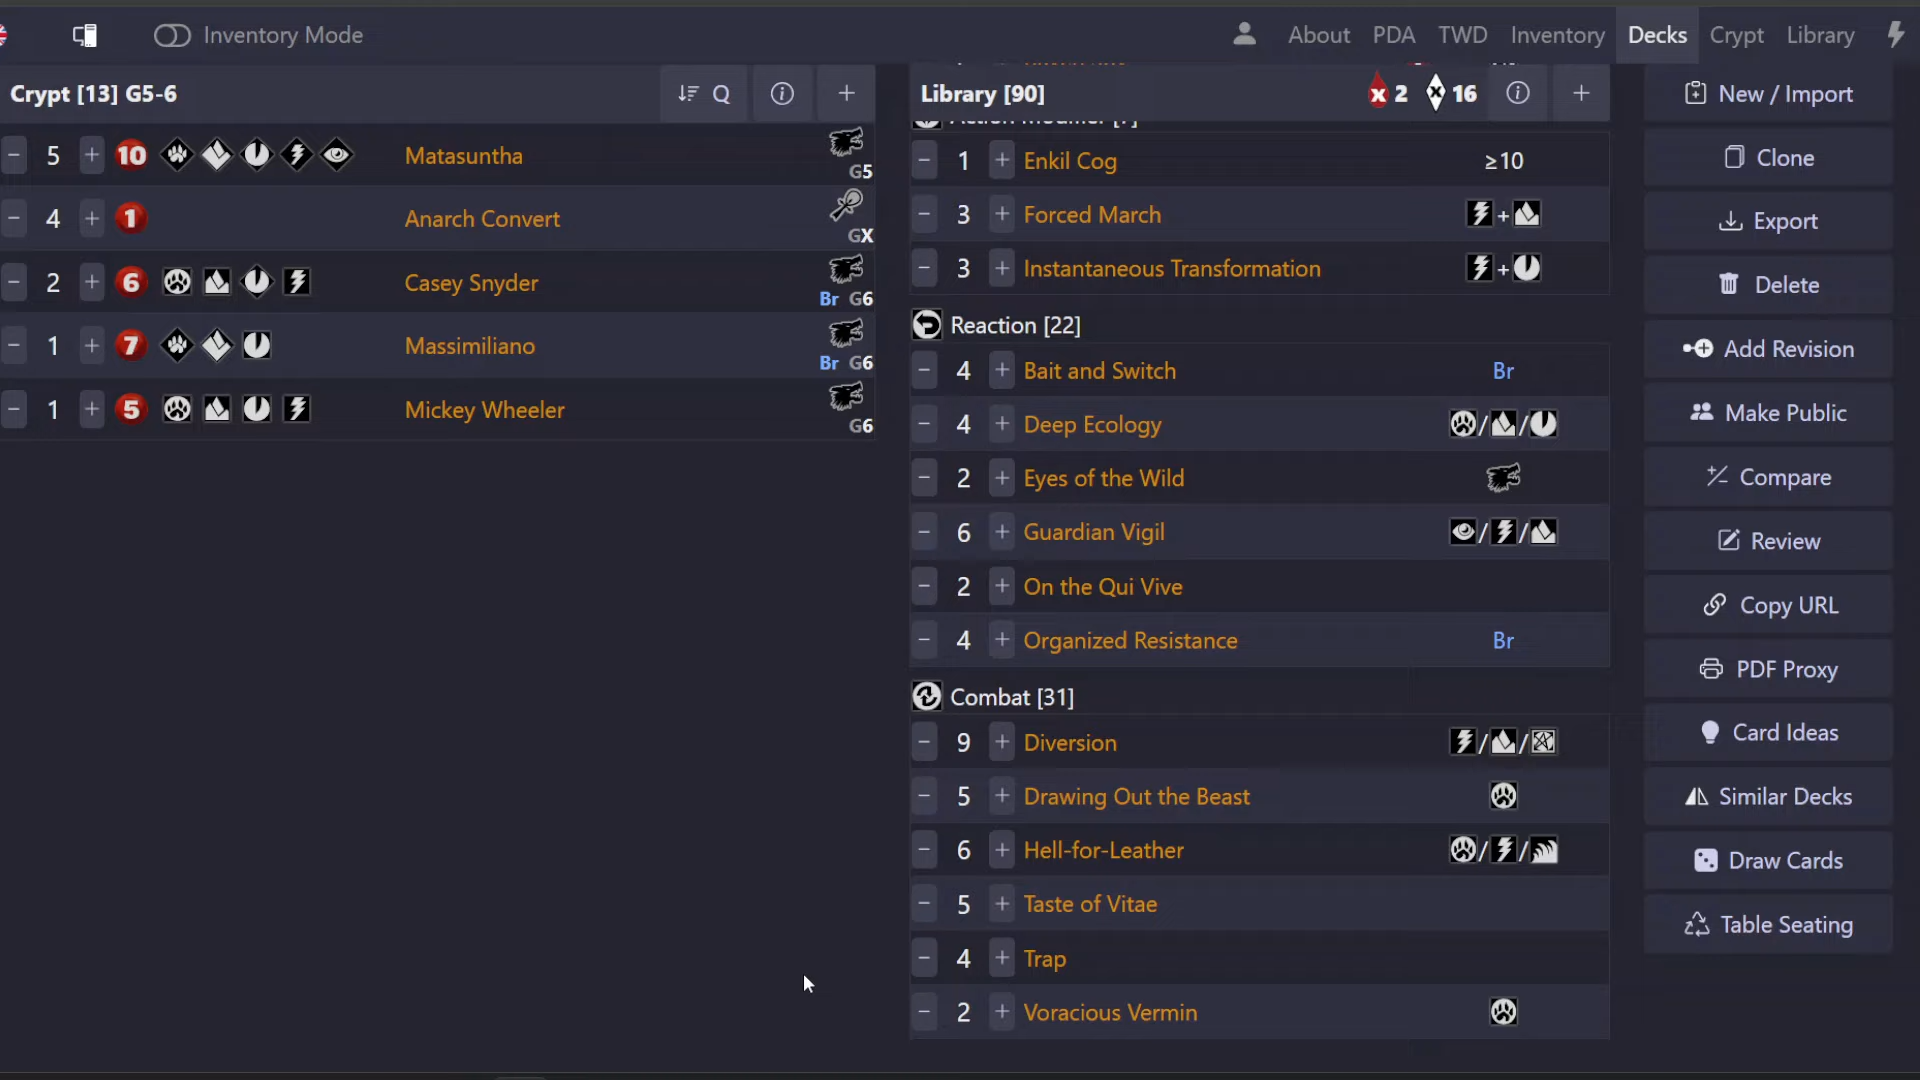 Inventory Mode
About PDA TWD Inventory Decks Crypt Library
Crypt [13] G5-6 Q
5 10 Matasuntha G5
4 1 Anarch Convert GX
2 6 Casey Snyder Br G6
1 7 Massimiliano Br G6
1 5 Mickey Wheeler G6
Library [90] X 2 X 16
1 Enkil Cog ≥10
3 Forced March +
3 Instantaneous Transformation +
Reaction [22]
4 Bait and Switch Br
4 Deep Ecology / /
2 Eyes of the Wild
6 Guardian Vigil / /
2 On the Qui Vive
4 Organized Resistance Br
Combat [31]
9 Diversion / /
5 Drawing Out the Beast
6 Hell-for-Leather / /
5 Taste of Vitae
4 Trap
2 Voracious Vermin
New / Import
Clone
Export
Delete
Add Revision
Make Public
Compare
Review
Copy URL
PDF Proxy
Card Ideas
Similar Decks
Draw Cards
Table Seating